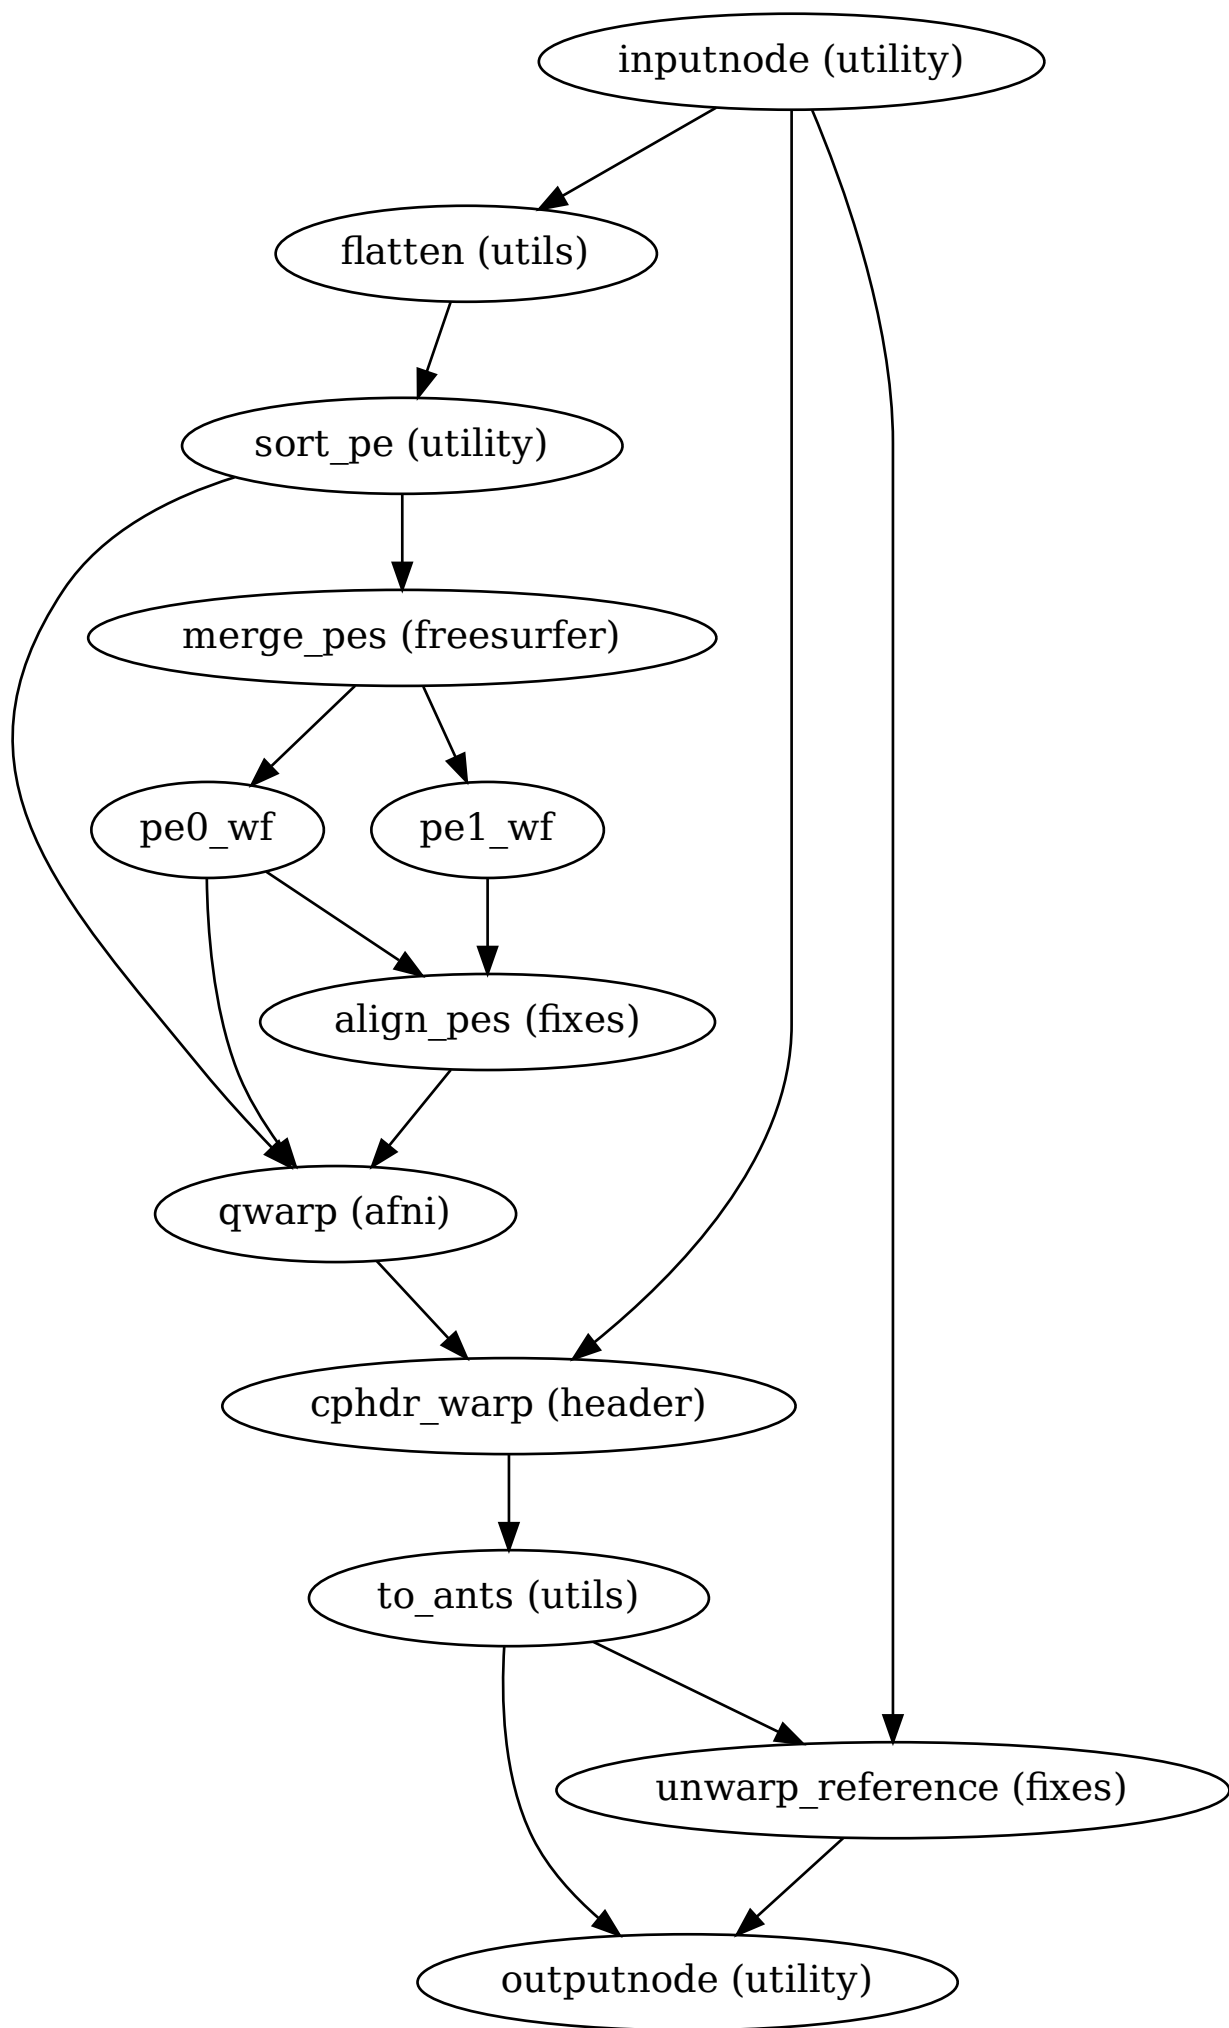 inputnode (utility)
flatten (utils)
sort_pe (utility)
merge_pes (freesurfer)
pe0_wf
pe1_wf
align_pes (fixes)
qwarp (afni)
cphdr_warp (header)
to_ants (utils)
unwarp_reference (fixes)
outputnode (utility)